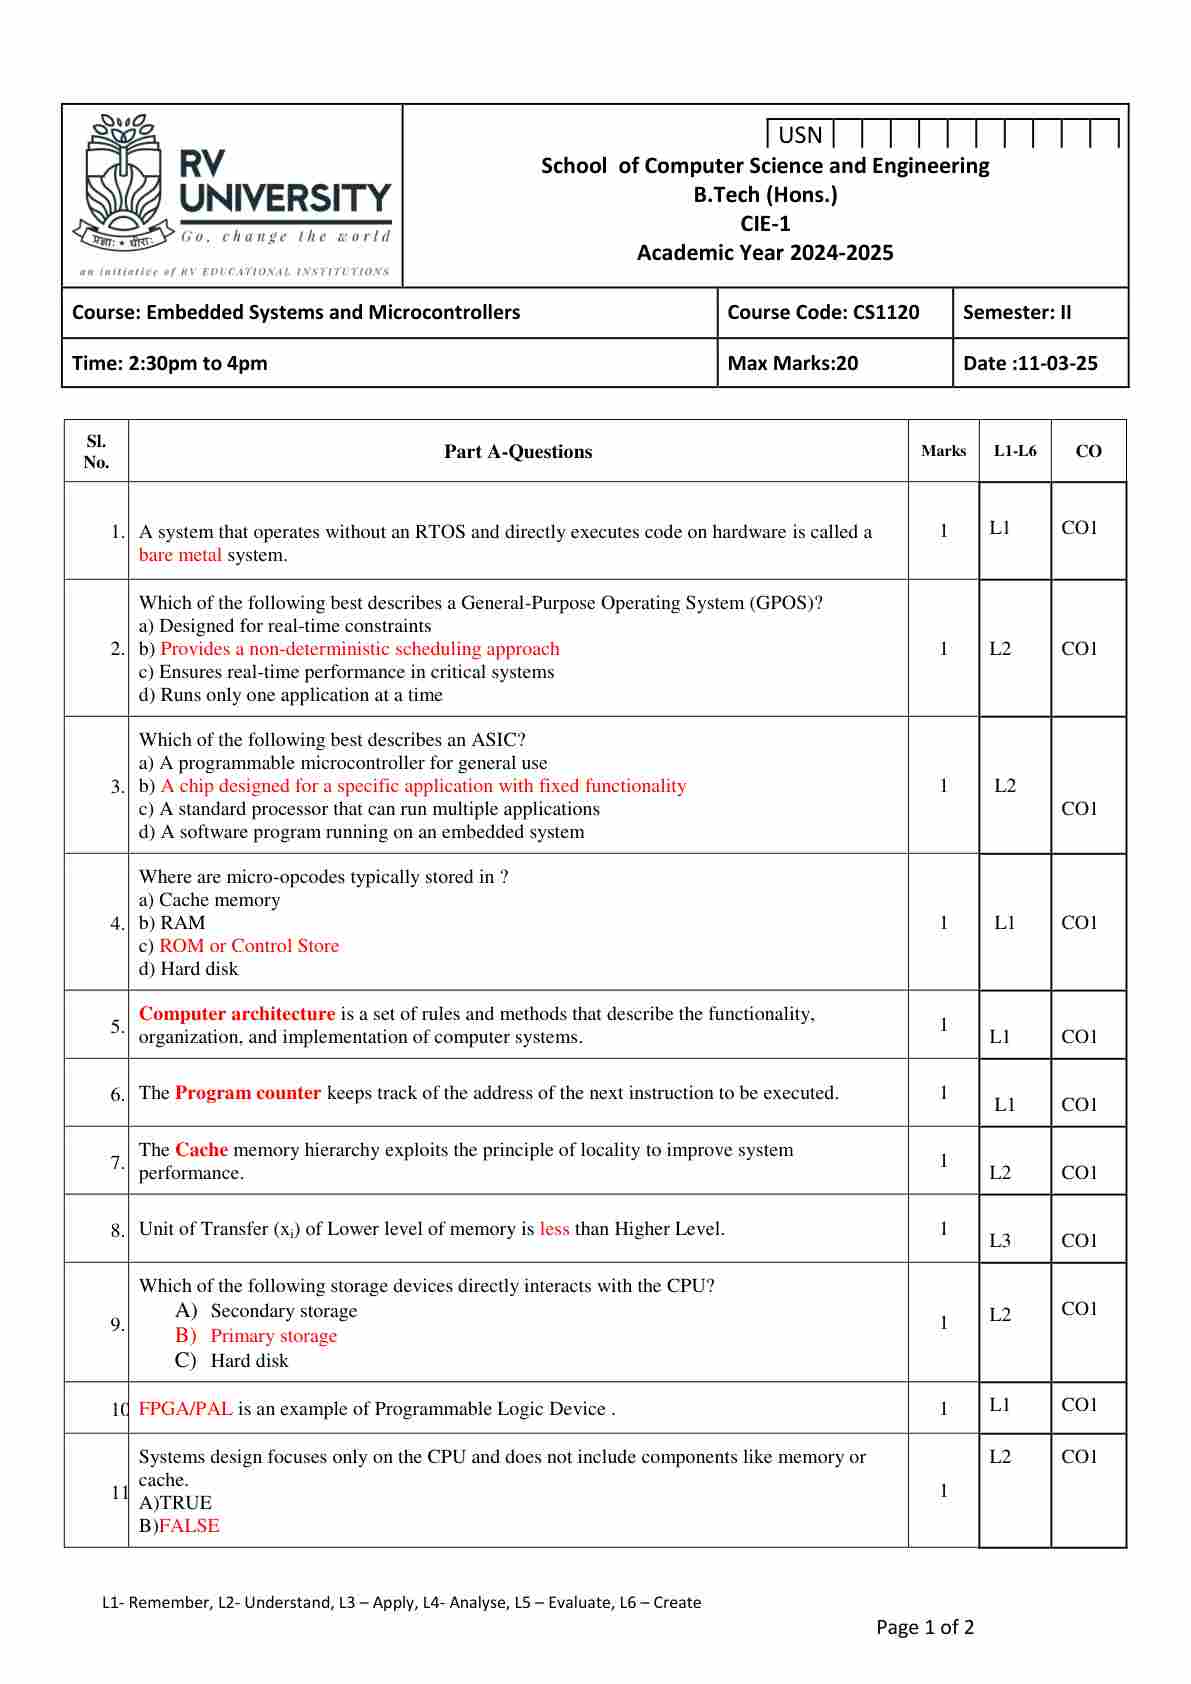 RV
UNIVERSITY
Go, change the world
प्रज्ञाः • धीराः
an initiative of RV EDUCATIONAL INSTITUTIONS
USN
School of Computer Science and Engineering
B.Tech (Hons.)
CIE-1
Academic Year 2024-2025
Course: Embedded Systems and Microcontrollers Course Code: CS1120 Semester: II
Time: 2:30pm to 4pm Max Marks:20 Date :11-03-25
Sl. No. Part A-Questions Marks L1-L6 CO
1. A system that operates without an RTOS and directly executes code on hardware is called a 1 L1 CO1
bare metal system.
Which of the following best describes a General-Purpose Operating System (GPOS)?
a) Designed for real-time constraints
2. b) Provides a non-deterministic scheduling approach 1 L2 CO1
c) Ensures real-time performance in critical systems
d) Runs only one application at a time
Which of the following best describes an ASIC?
a) A programmable microcontroller for general use
3. b) A chip designed for a specific application with fixed functionality 1 L2
c) A standard processor that can run multiple applications CO1
d) A software program running on an embedded system
Where are micro-opcodes typically stored in ?
a) Cache memory
4. b) RAM 1 L1 CO1
c) ROM or Control Store
d) Hard disk
5. Computer architecture is a set of rules and methods that describe the functionality, 1
organization, and implementation of computer systems. L1 CO1
6. The Program counter keeps track of the address of the next instruction to be executed. 1 L1 CO1
7. The Cache memory hierarchy exploits the principle of locality to improve system 1
performance. L2 CO1
8. Unit of Transfer (xi) of Lower level of memory is less than Higher Level. 1 L3 CO1
Which of the following storage devices directly interacts with the CPU?
A) Secondary storage L2 CO1
9. B) Primary storage 1
C) Hard disk
10 FPGA/PAL is an example of Programmable Logic Device . 1 L1 CO1
Systems design focuses only on the CPU and does not include components like memory or L2 CO1
cache.
11 A)TRUE 1
B)FALSE
L1- Remember, L2- Understand, L3 – Apply, L4- Analyse, L5 – Evaluate, L6 – Create
Page 1 of 2